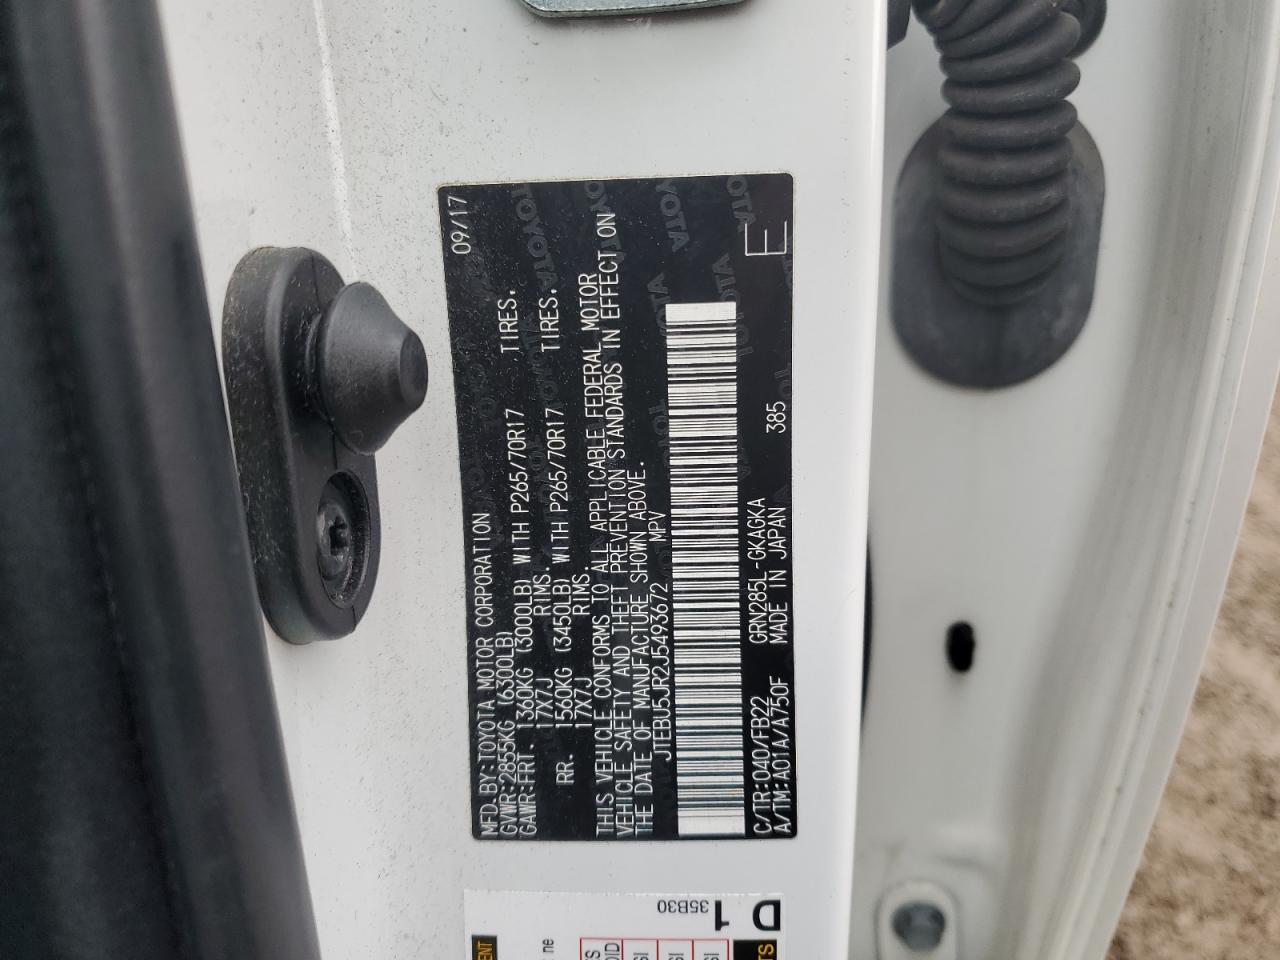 MFD. BY: TOYOTA MOTOR CORPORATION 09/17
GVWR: 2855KG (6300LB)
GAWR: FRT. 1360KG (3000LB) WITH P265/70R17 TIRES.
17X7J RIMS.
RR. 1560KG (3450LB) WITH P265/70R17 TIRES.
17X7J RIMS.
THIS VEHICLE CONFORMS TO ALL APPLICABLE FEDERAL MOTOR
VEHICLE SAFETY AND THEFT PREVENTION STANDARDS IN EFFECT ON
THE DATE OF MANUFACTURE SHOWN ABOVE.
JTEBU5JR2J5493672 MPV
C/TR: 040/FB22 GRN285L-GKAGKA
A/TM: A01A/A750F MADE IN JAPAN 385 E
D1
35B30